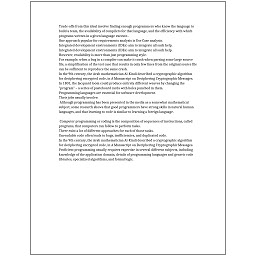 Trade-offs from this ideal involve finding enough programmers who know the language to
build a team, the availability of compilers for that language, and the efficiency with which
programs written in a given language execute.
One approach popular for requirements analysis is Use Case analysis.
Integrated development environments (IDEs) aim to integrate all such help.
Integrated development environments (IDEs) aim to integrate all such help.
Integrated development environments (IDEs) aim to integrate all such help.
However, readability is more than just programming style.
For example, when a bug in a compiler can make it crash when parsing some large source
file, a simplification of the test case that results in only few lines from the original source file
can be sufficient to reproduce the same crash.
In the 9th century, the Arab mathematician Al-Kindi described a cryptographic algorithm
for deciphering encrypted code, in A Manuscript on Deciphering Cryptographic Messages.
In 1801, the Jacquard loom could produce entirely different weaves by changing the
"program" – a series of pasteboard cards with holes punched in them.
Programming languages are essential for software development.
Their jobs usually involve:
Although programming has been presented in the media as a somewhat mathematical
subject, some research shows that good programmers have strong skills in natural human
languages, and that learning to code is similar to learning a foreign language.
Computer programming or coding is the composition of sequences of instructions, called
programs, that computers can follow to perform tasks.
There exist a lot of different approaches for each of those tasks.
Unreadable code often leads to bugs, inefficiencies, and duplicated code.
In the 9th century, the Arab mathematician Al-Kindi described a cryptographic algorithm
for deciphering encrypted code, in A Manuscript on Deciphering Cryptographic Messages.
Proficient programming usually requires expertise in several different subjects, including
knowledge of the application domain, details of programming languages and generic code
libraries, specialized algorithms, and formal logic.